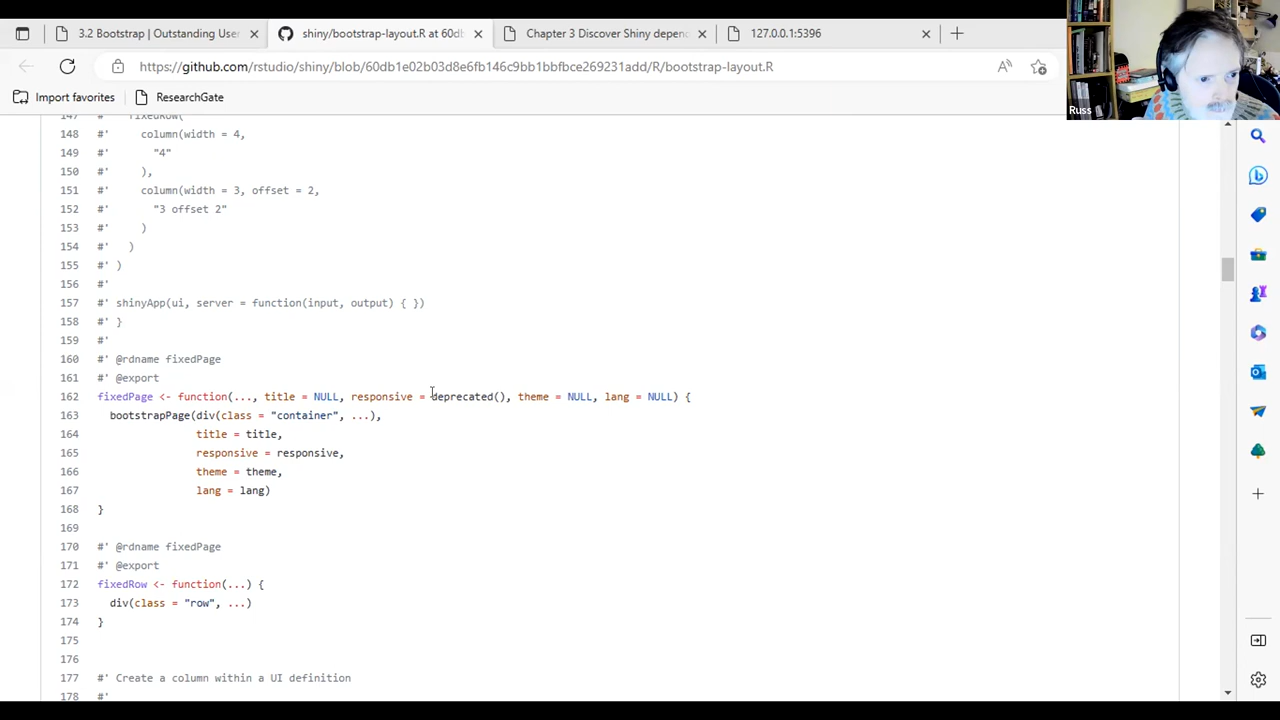 3.2 Bootstrap | Outstanding User
shiny/bootstrap-layout.R at 60db
Chapter 3 Discover Shiny depend
127.0.0.1:5396
https://github.com/rstudio/shiny/blob/60db1e02b03d8e6fb146c9bb1bbfbce269231add/R/bootstrap-layout.R
Import favorites
ResearchGate
Russ
147 #' fixedRow(
148 #' column(width = 4,
149 #' "4"
150 #' ),
151 #' column(width = 3, offset = 2,
152 #' "3 offset 2"
153 #' )
154 #' )
155 #' )
156 #'
157 #' shinyApp(ui, server = function(input, output) { })
158 #' }
159 #'
160 #' @rdname fixedPage
161 #' @export
162 fixedPage <- function(..., title = NULL, responsive = deprecated(), theme = NULL, lang = NULL) {
163 bootstrapPage(div(class = "container", ...),
164 title = title,
165 responsive = responsive,
166 theme = theme,
167 lang = lang)
168 }
169
170 #' @rdname fixedPage
171 #' @export
172 fixedRow <- function(...) {
173 div(class = "row", ...)
174 }
175
176
177 #' Create a column within a UI definition
178 #'